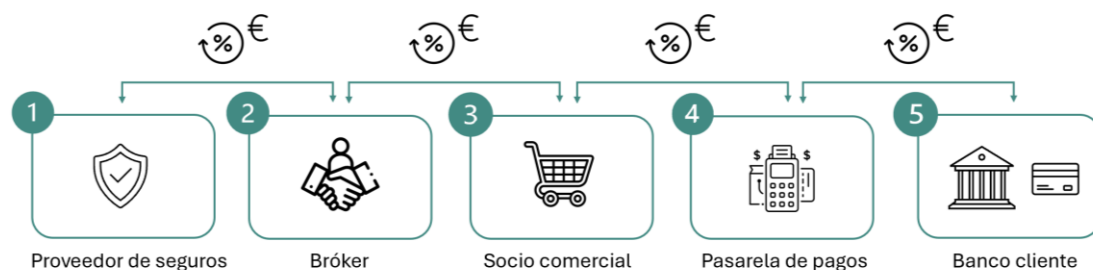 % € % € % € % €
1 2 3 4 5
$ $
Proveedor de seguros Bróker Socio comercial Pasarela de pagos Banco cliente